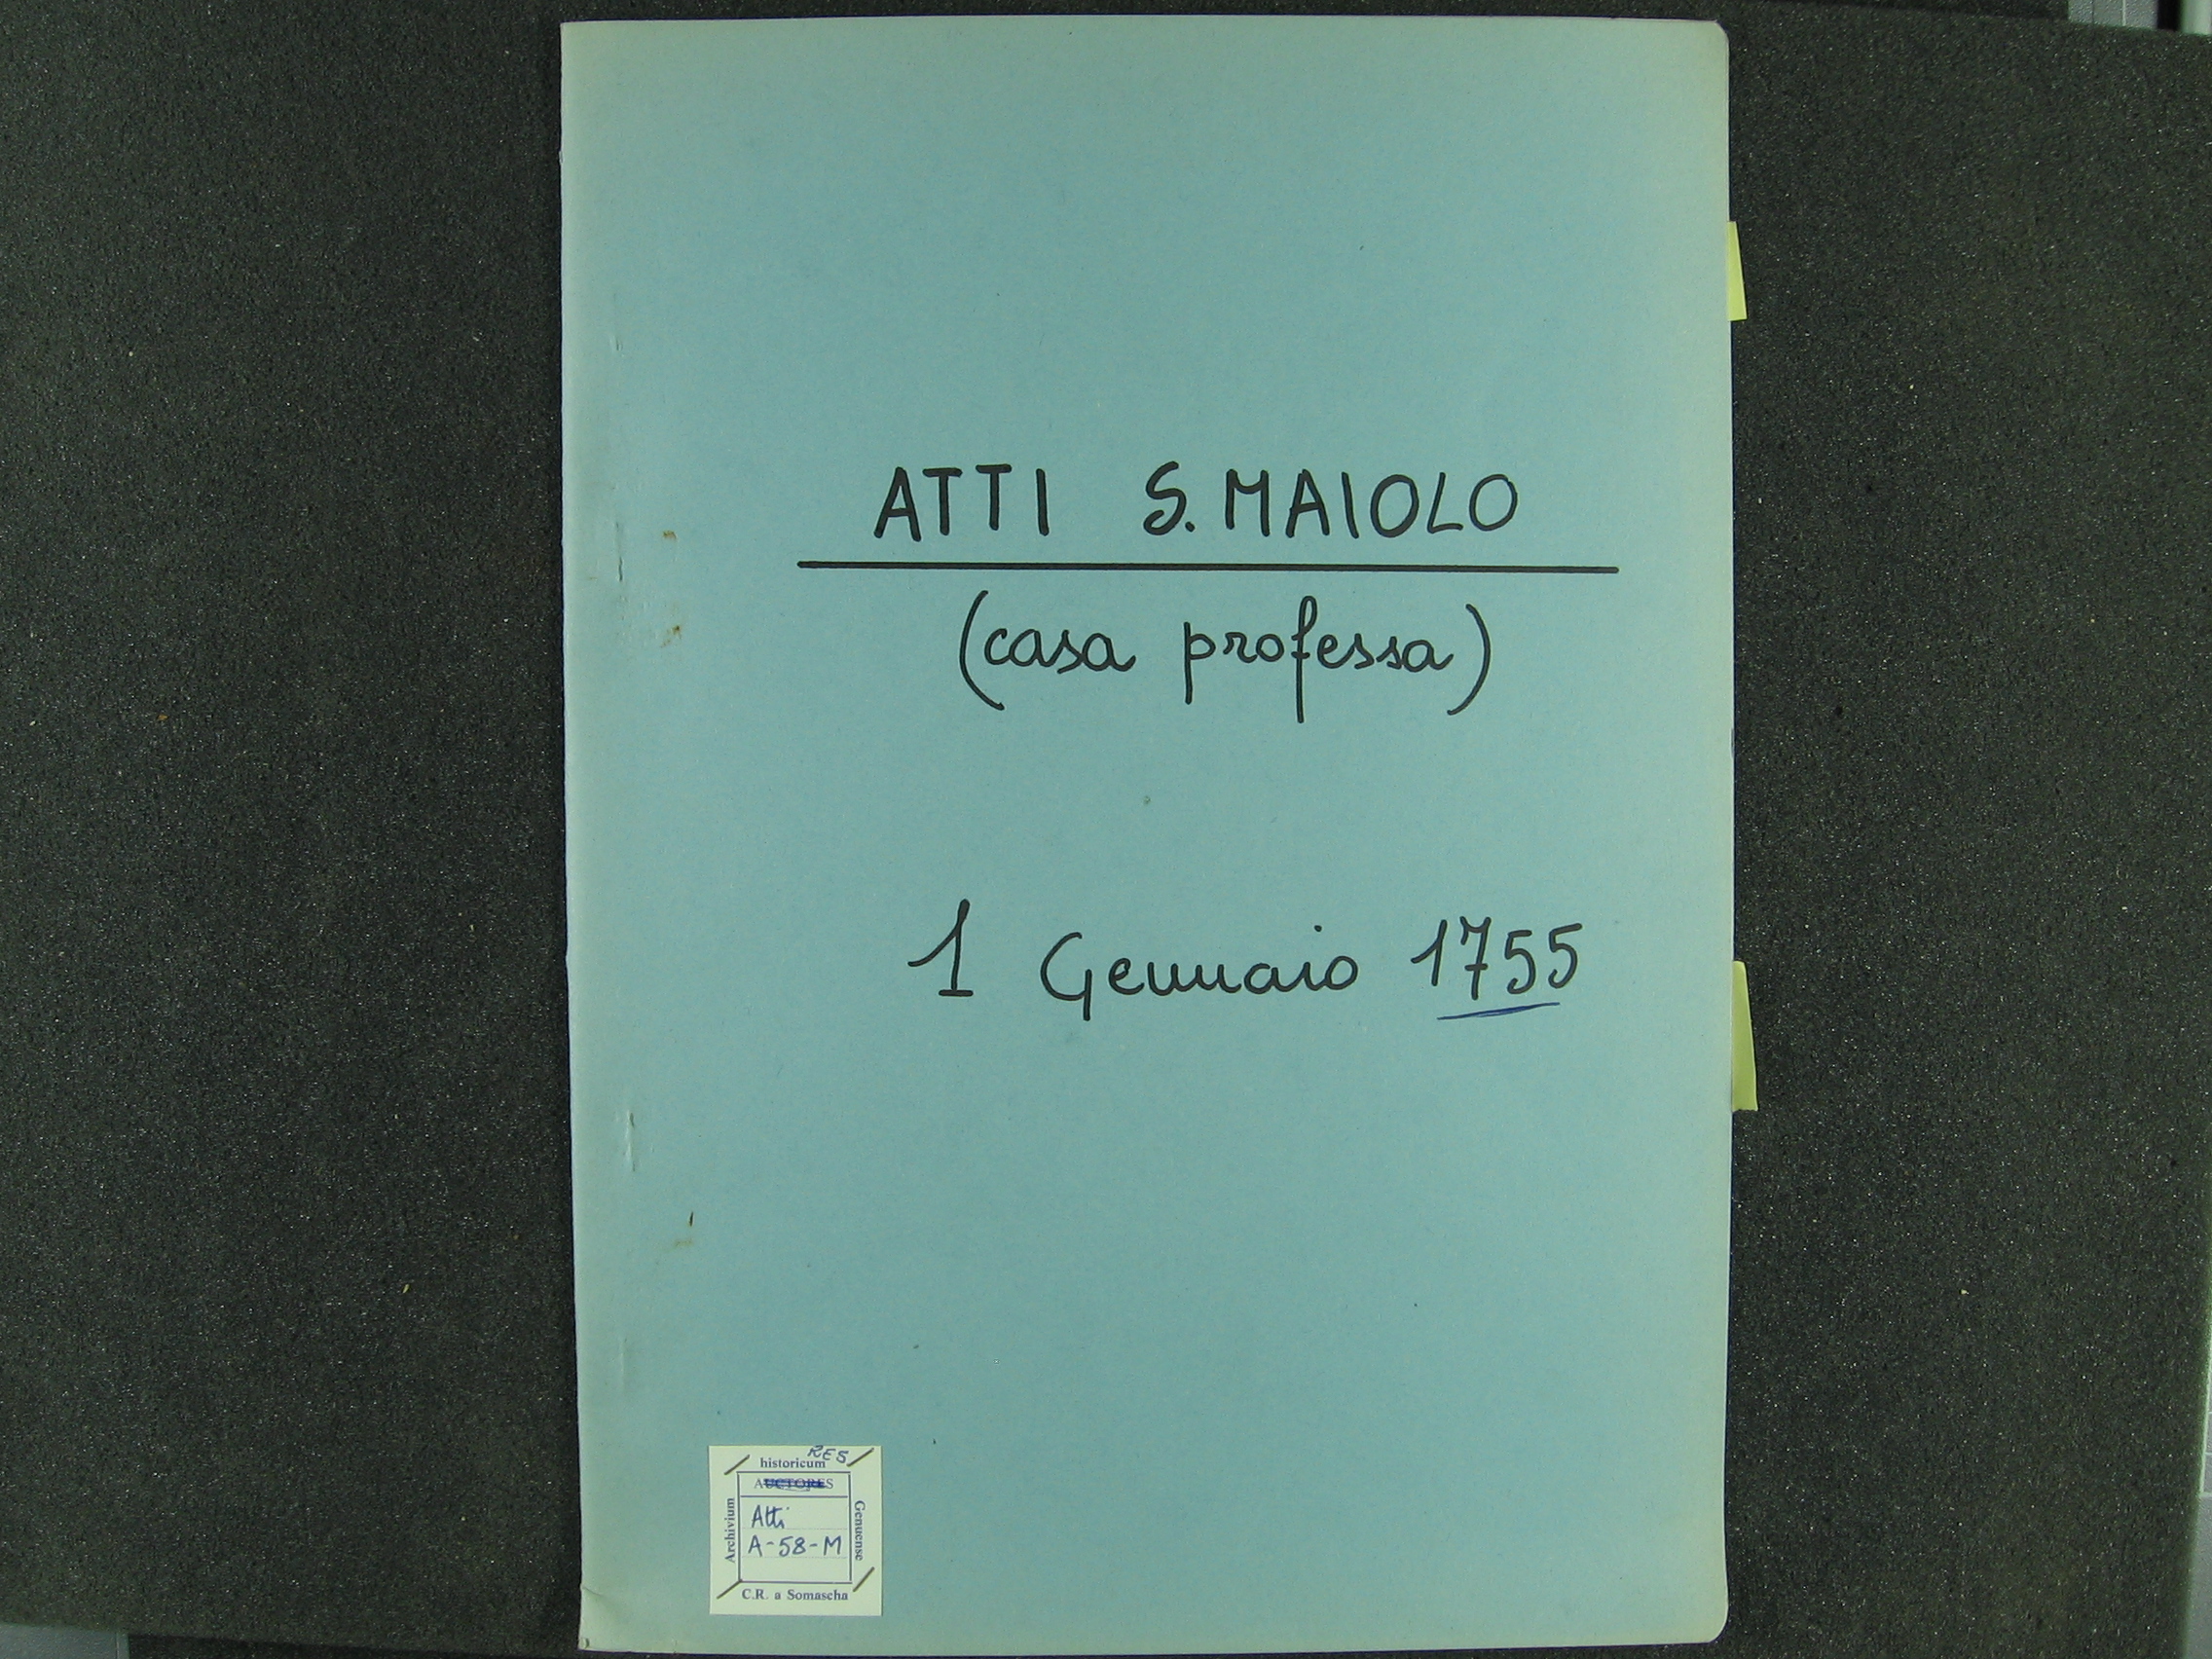 ATTI S. MAIOLO
(casa professa)
1 Gennaio 1755
RES
historicum
AUCTORES
Archivium
Atti
A-58-M
Genuense
C.R. a Somascha